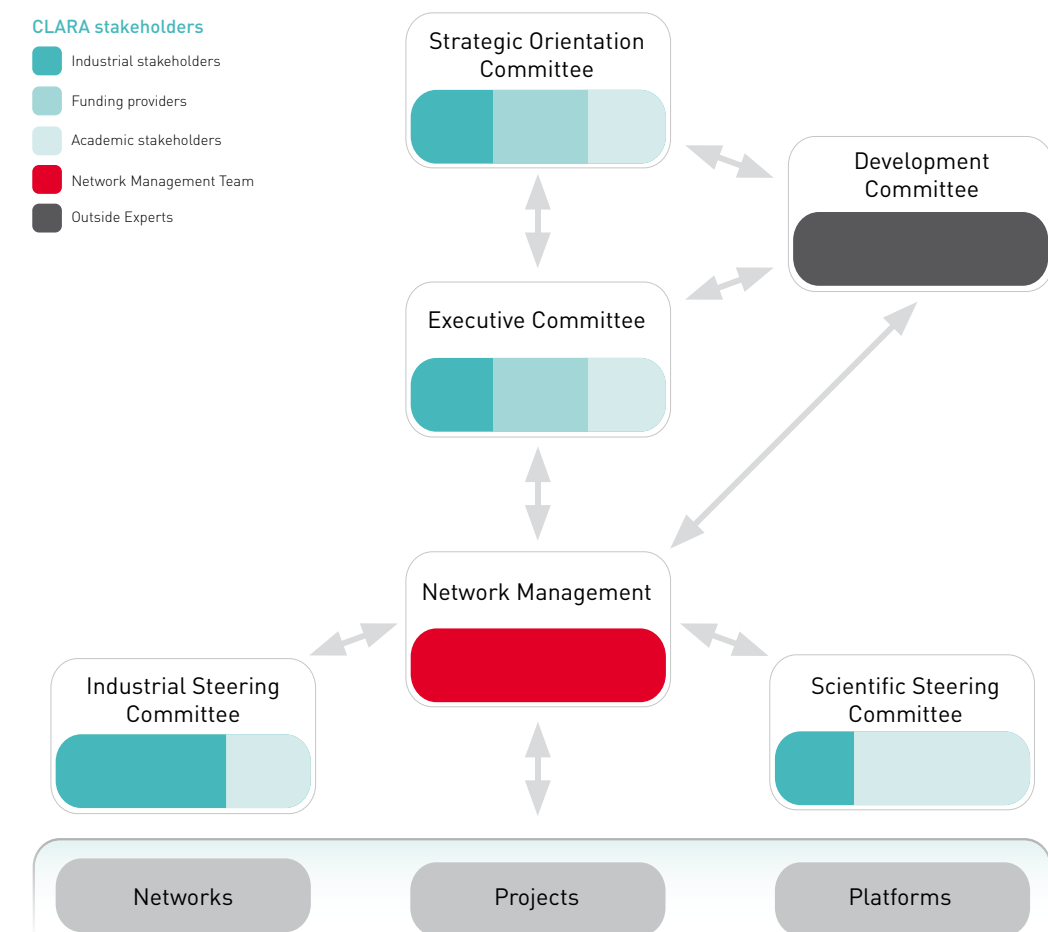 CLARA stakeholders
Industrial stakeholders
Funding providers
Academic stakeholders
Network Management Team
Outside Experts
Strategic Orientation
Committee
Development
Committee
Executive Committee
Network Management
Industrial Steering
Committee
Scientific Steering
Committee
Networks
Projects
Platforms